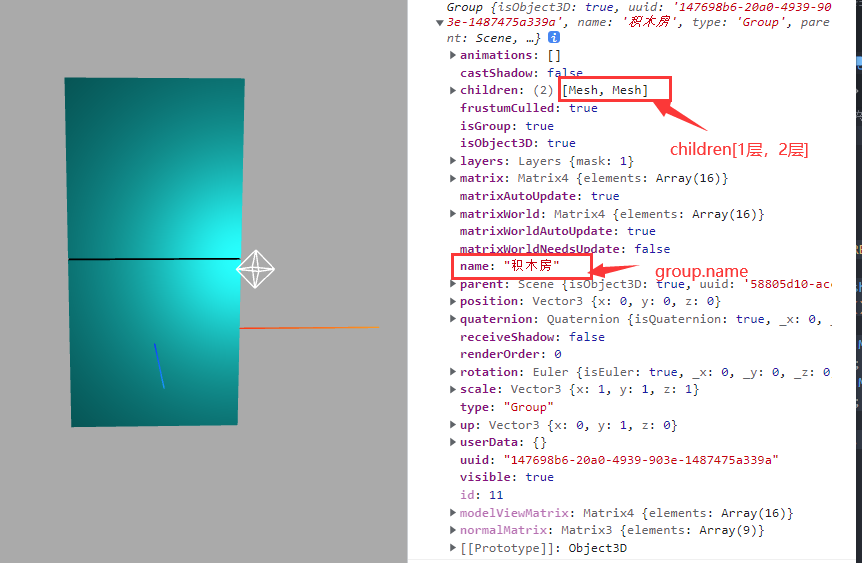 Group {isObject3D: true, uuid: '147698b6-20a0-4939-90
3e-1487475a339a', name: '积木房', type: 'Group', pare
nt: Scene, …}
animations: []
castShadow: false
children: (2) [Mesh, Mesh]
frustumCulled: true
isGroup: true
isObject3D: true
children[1层，2层]
layers: Layers {mask: 1}
matrix: Matrix4 {elements: Array(16)}
matrixAutoUpdate: true
matrixWorld: Matrix4 {elements: Array(16)}
matrixWorldAutoUpdate: true
matrixWorldNeedsUpdate: false
name: "积木房"
group.name
parent: Scene {isObject3D: true, uuid: '58805d10-ac
position: Vector3 {x: 0, y: 0, z: 0}
quaternion: Quaternion {isQuaternion: true, _x: 0, _
receiveShadow: false
renderOrder: 0
rotation: Euler {isEuler: true, _x: 0, _y: 0, _z: 0
scale: Vector3 {x: 1, y: 1, z: 1}
type: "Group"
up: Vector3 {x: 0, y: 1, z: 0}
userData: {}
uuid: "147698b6-20a0-4939-903e-1487475a339a"
visible: true
id: 11
modelViewMatrix: Matrix4 {elements: Array(16)}
normalMatrix: Matrix3 {elements: Array(9)}
[[Prototype]]: Object3D